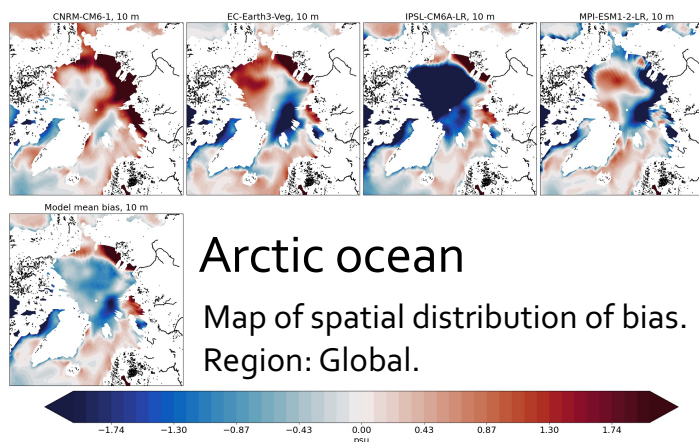 CNRM-CM6-1, 10 m
EC-Earth3-Veg, 10 m
IPSL-CM6A-LR, 10 m
MPI-ESM1-2-LR, 10 m
Model mean bias, 10 m
Arctic ocean
Map of spatial distribution of bias.
Region: Global.
−1.74 −1.30 −0.87 −0.43 0.00 0.43 0.87 1.30 1.74
psu